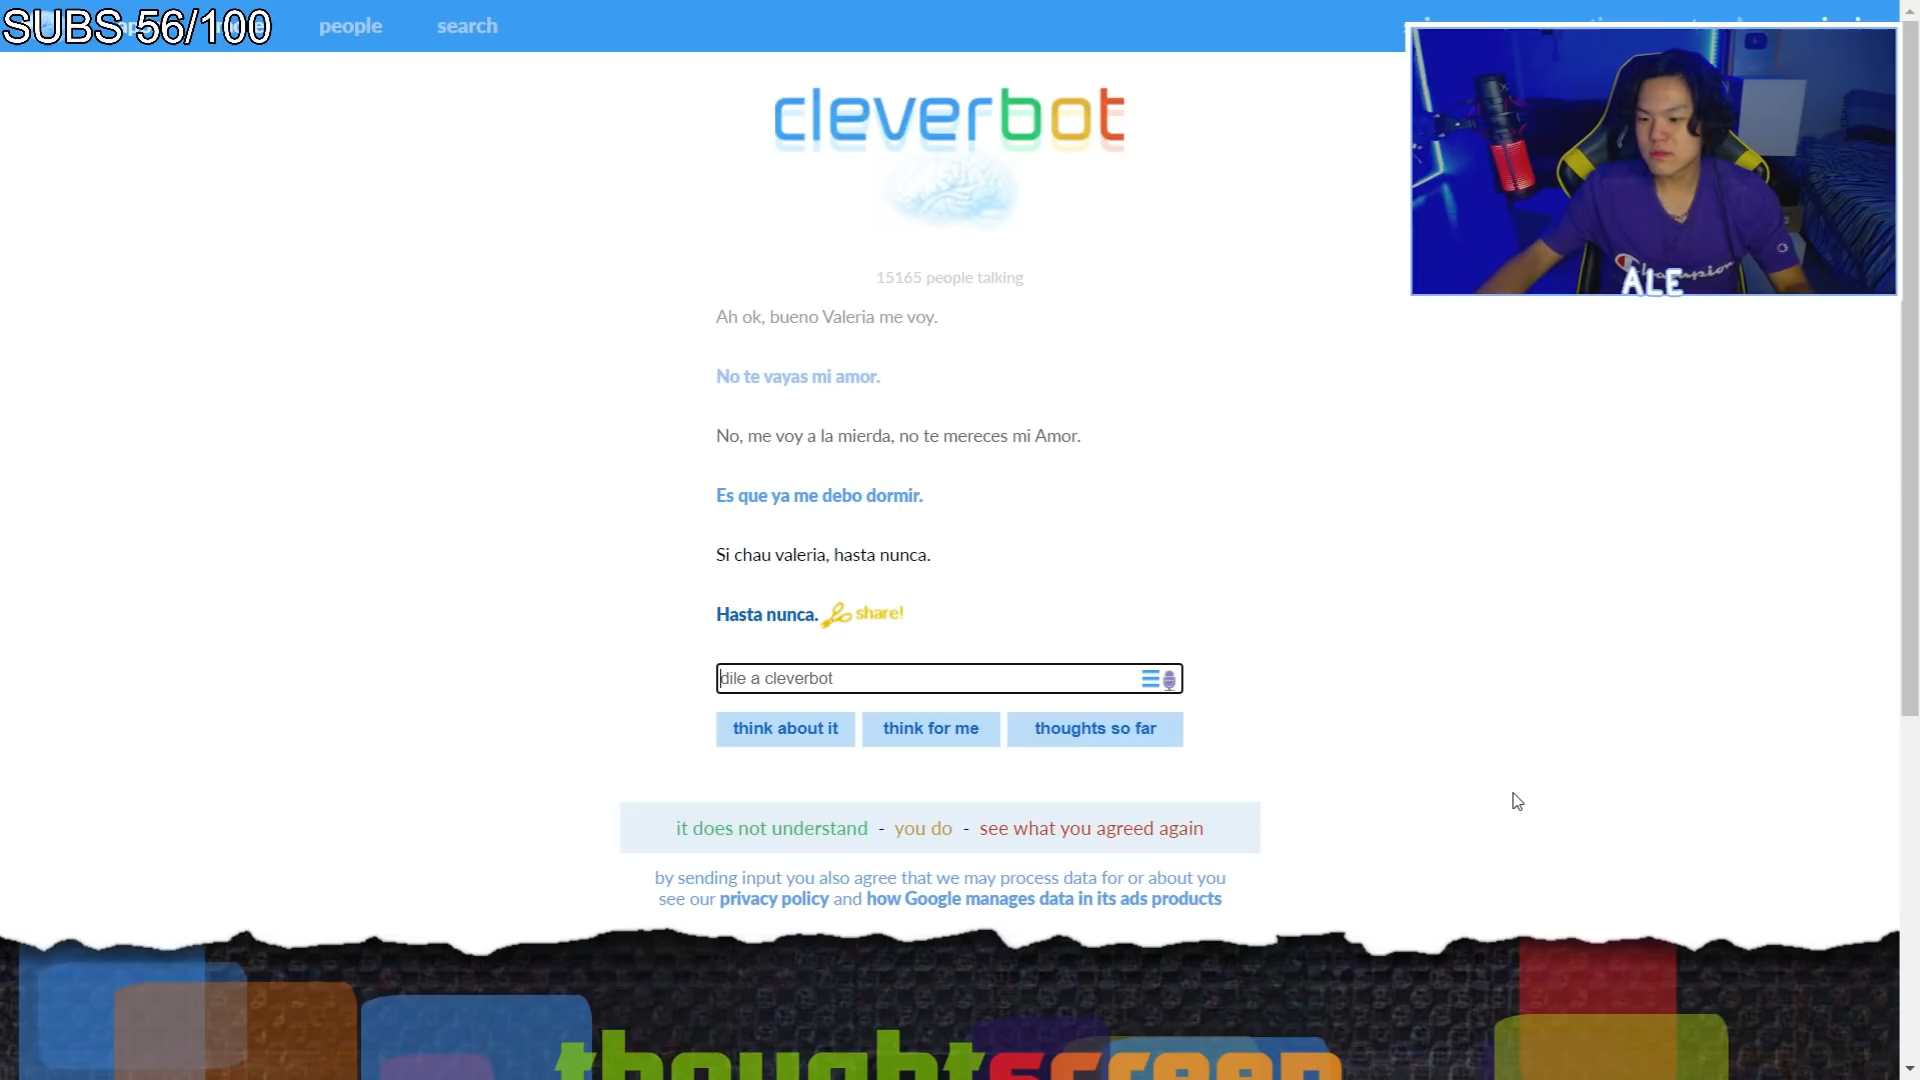 SUBS 56/100
people
search
cleverbot
15165 people talking
Ah ok, bueno Valeria me voy.
No te vayas mi amor.
No, me voy a la mierda, no te mereces mi Amor.
Es que ya me debo dormir.
Si chau valeria, hasta nunca.
Hasta nunca. share!
dile a cleverbot
think about it think for me thoughts so far
it does not understand - you do - see what you agreed again
by sending input you also agree that we may process data for or about you
see our privacy policy and how Google manages data in its ads products
thoughtscreen
Champion
ALE